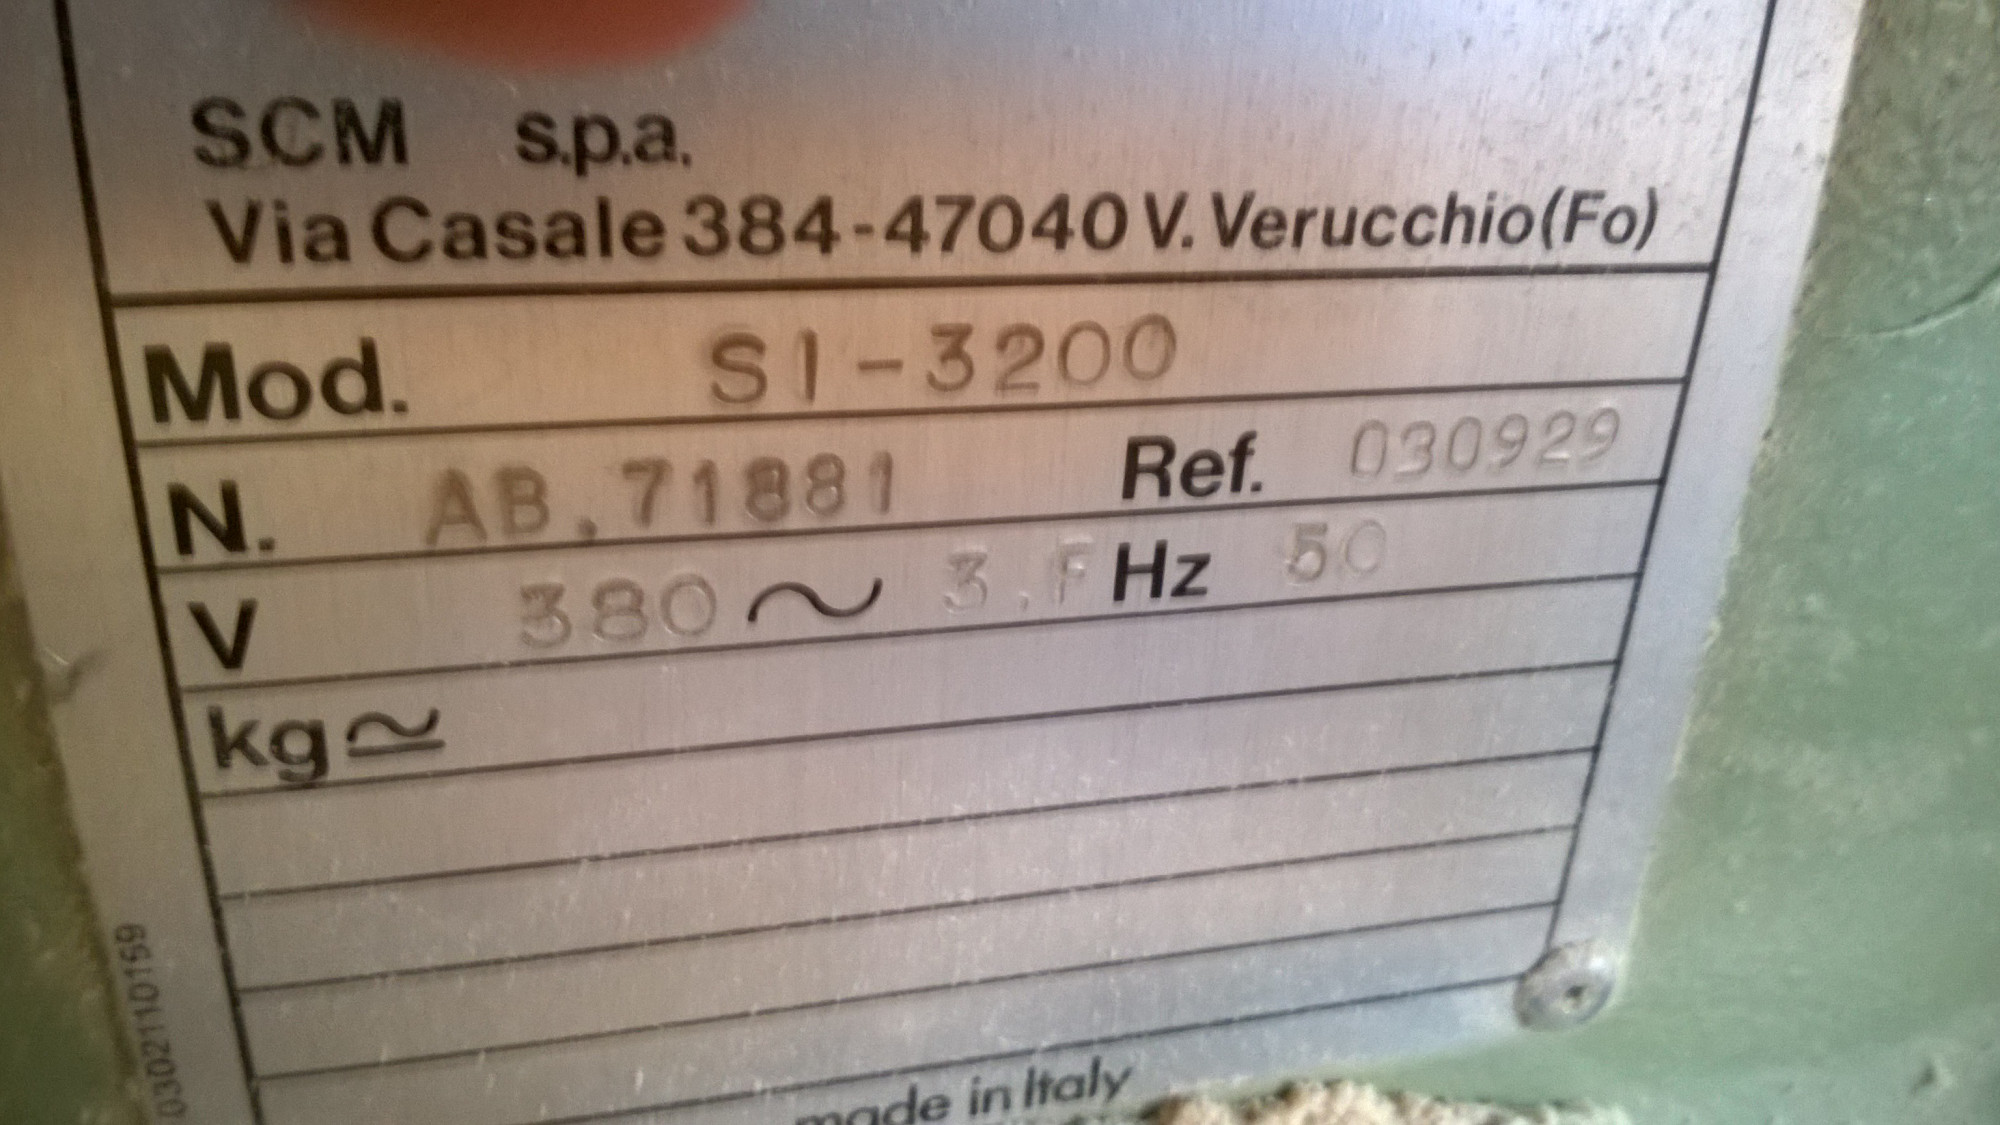 SCM s.p.a.
Via Casale 384-47040 V. Verucchio (Fo)
Mod. SI-3200
N. AB.71881 Ref. 030929
V 380~ 3.F Hz 50
kg≃
made in Italy
0302110159